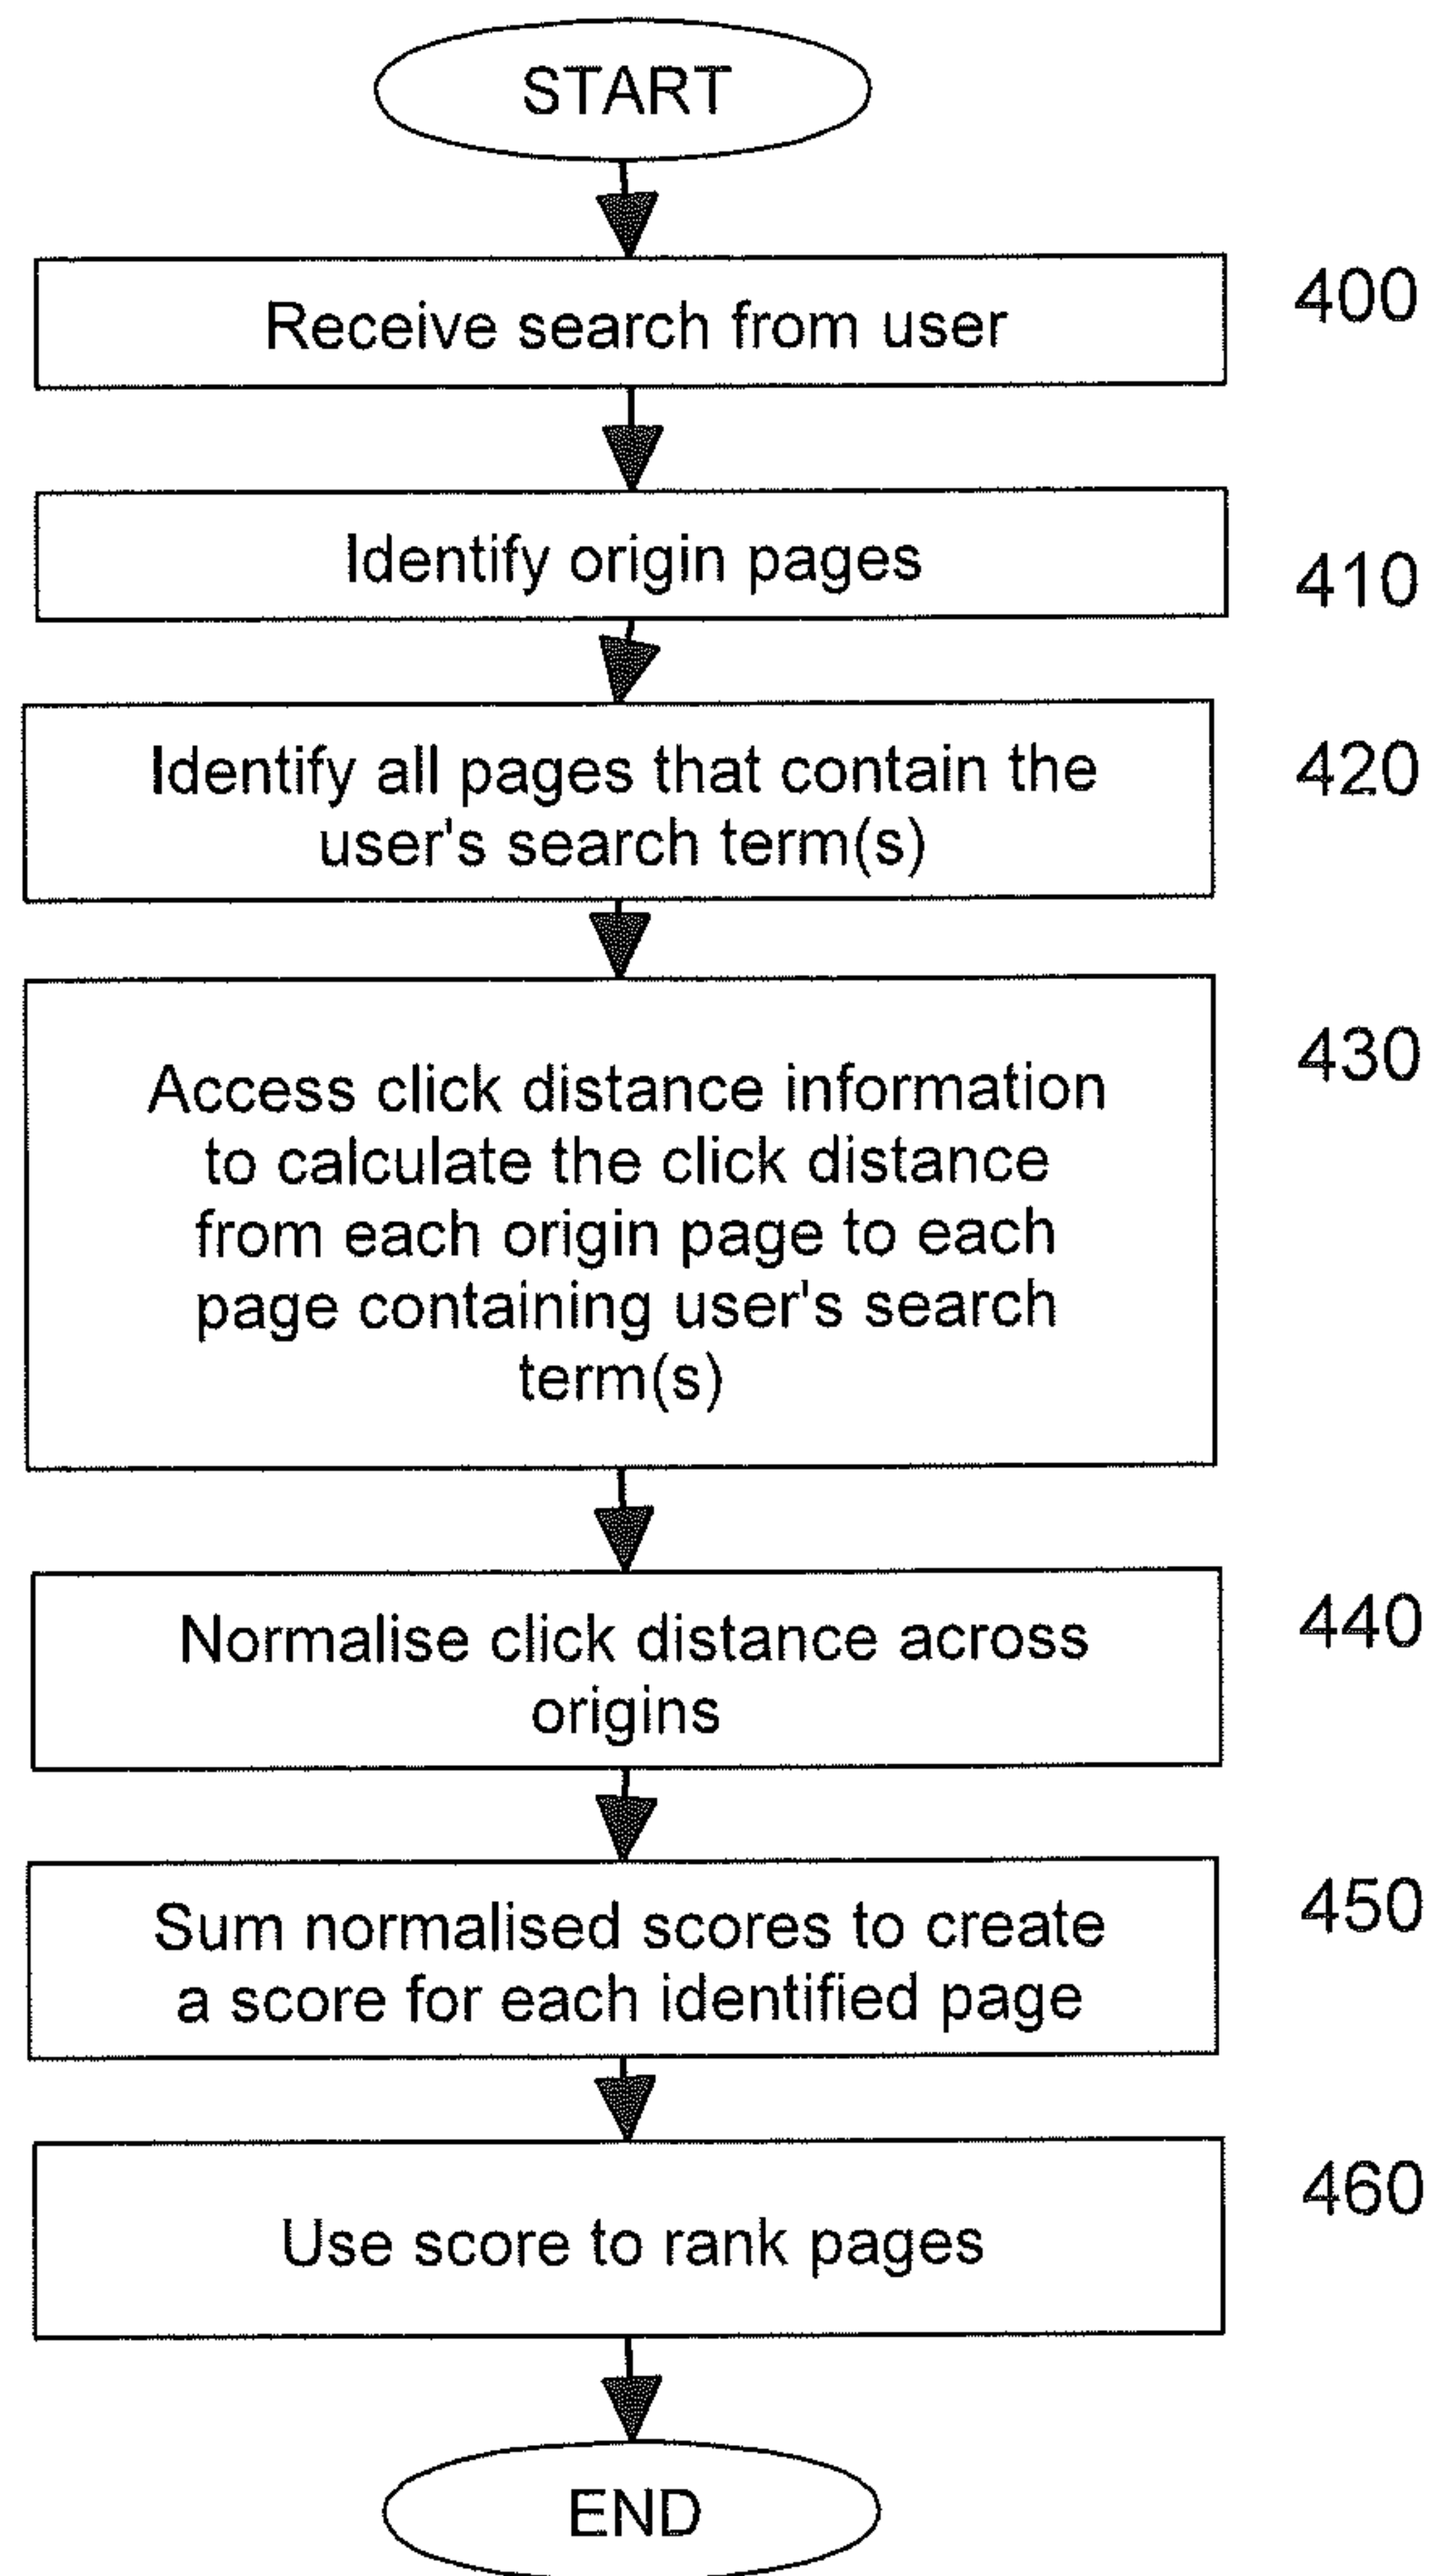 START
Receive search from user
400
Identify origin pages
410
Identify all pages that contain the
user's search term(s)
420
Access click distance information
to calculate the click distance
from each origin page to each
page containing user's search
term(s)
430
Normalise click distance across
origins
440
Sum normalised scores to create
a score for each identified page
450
Use score to rank pages
460
END